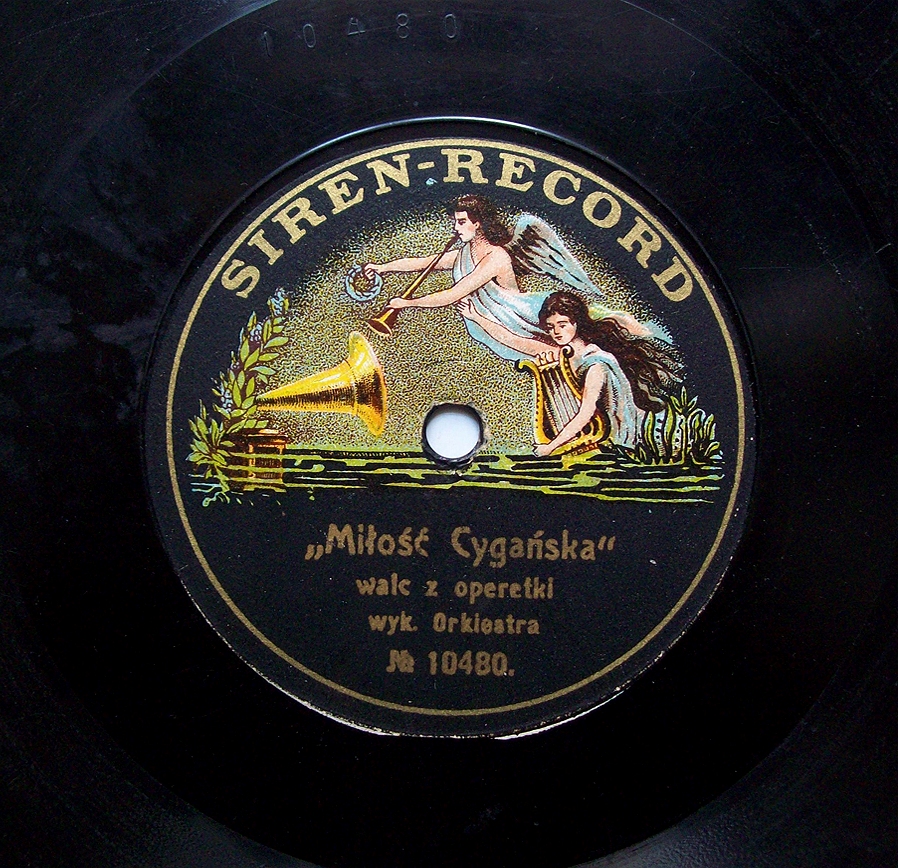 10480
SIREN-RECORD
„Miłość Cygańska“
walc z operetki
wyk. Orkiestra
№ 10480.